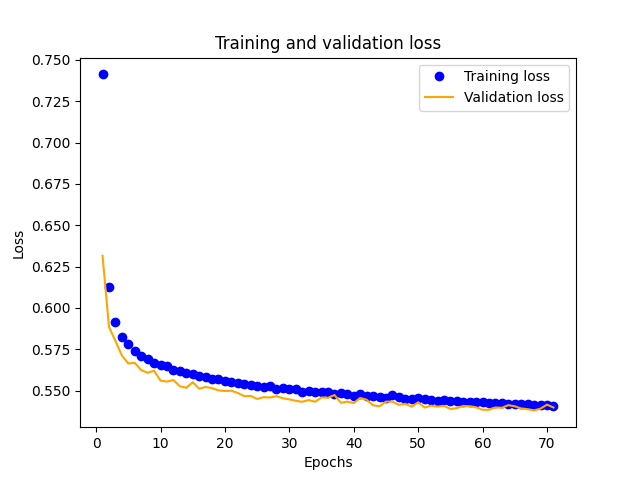 Training and validation loss
Training loss
Validation loss
0.750
0.725
0.700
0.675
0.650
0.625
0.600
0.575
0.550
Loss
0 10 20 30 40 50 60 70
Epochs